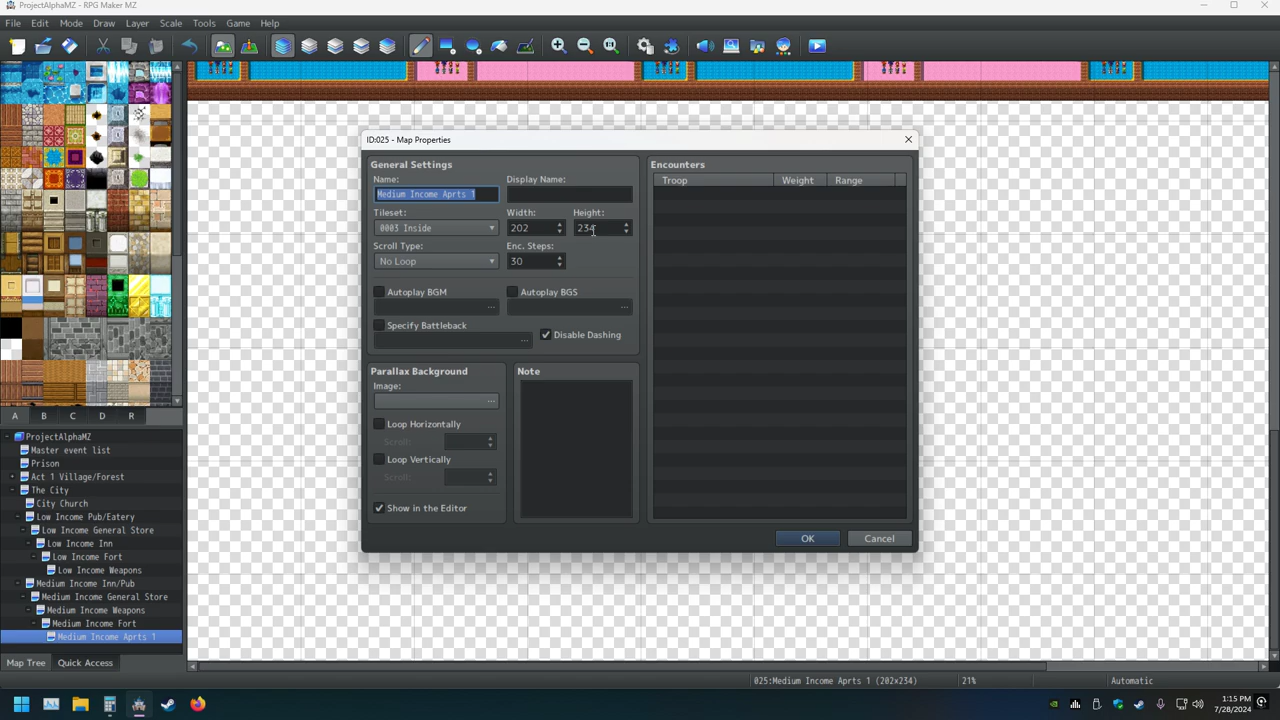 ProjectAlphaMZ - RPG Maker MZ
File Edit Mode Draw Layer Scale Tools Game Help
ID:025 - Map Properties
General Settings
Name: Display Name:
Medium Income Aprts 1
Tileset: Width: Height:
0003 Inside 202 234
Scroll Type: Enc. Steps:
No Loop 30
Autoplay BGM Autoplay BGS
... ...
Specify Battleback
... Disable Dashing
Parallax Background
Image:
...
Loop Horizontally
Scroll:
Loop Vertically
Scroll:
Show in the Editor
Note
Encounters
Troop Weight Range
OK Cancel
A B C D R
ProjectAlphaMZ
Master event list
Prison
Act 1 Village/Forest
The City
City Church
Low Income Pub/Eatery
Low Income General Store
Low Income Inn
Low Income Fort
Low Income Weapons
Medium Income Inn/Pub
Medium Income General Store
Medium Income Weapons
Medium Income Fort
Medium Income Aprts 1
Map Tree Quick Access
025:Medium Income Aprts 1 (202x234) 21% Automatic
1:15 PM
7/28/2024